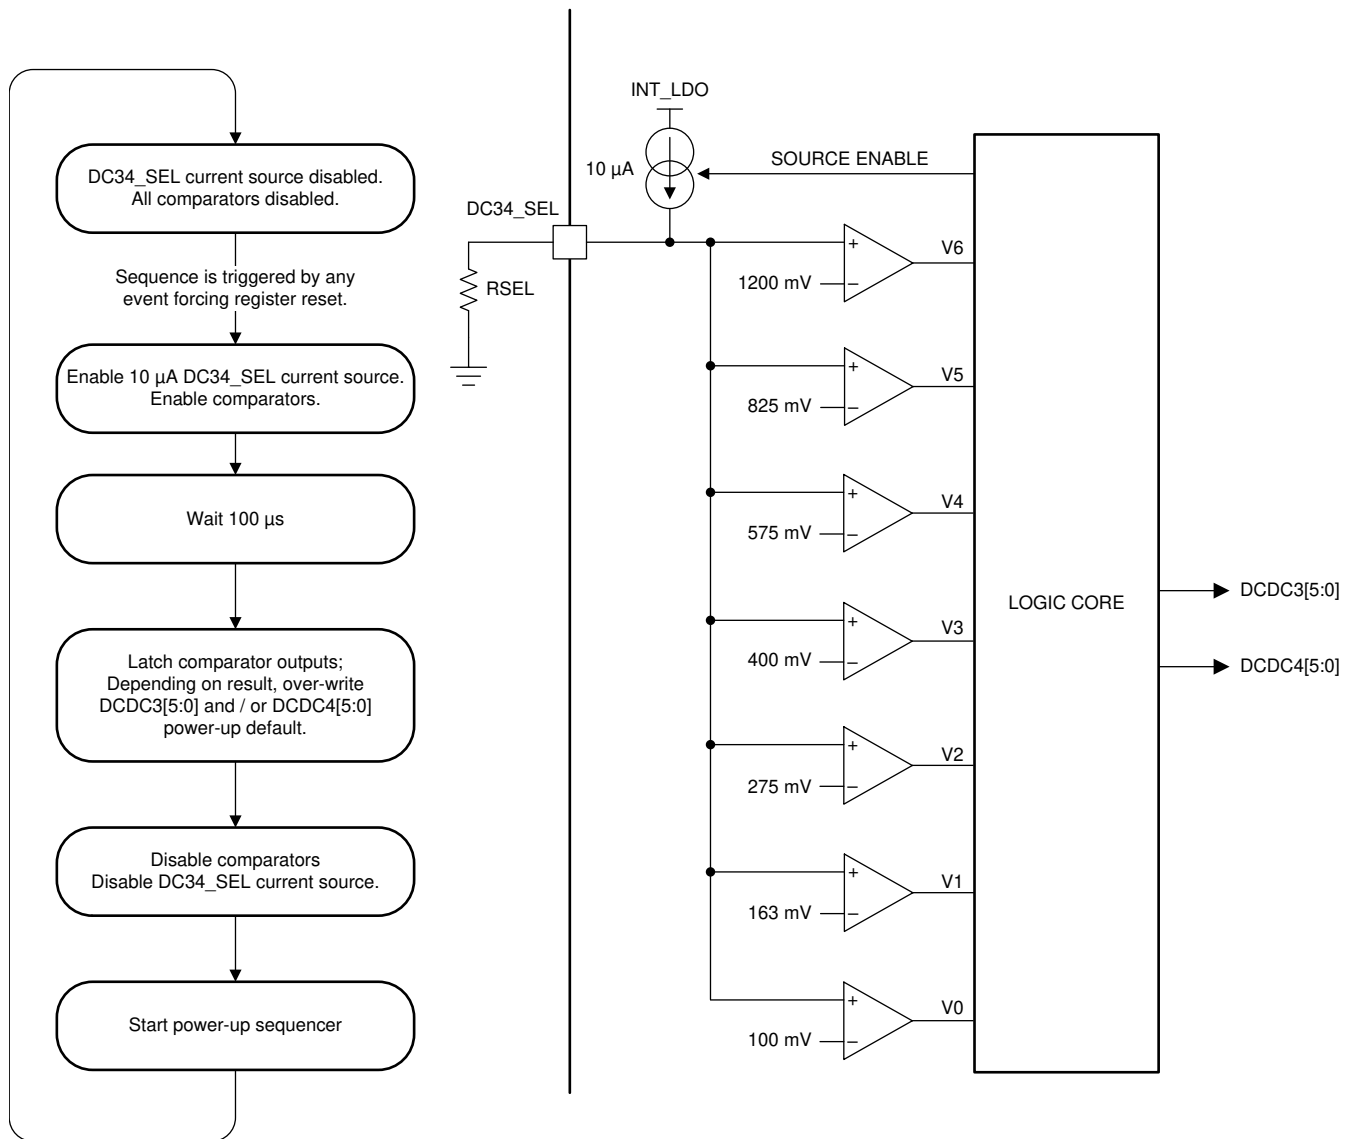 DC34_SEL current source disabled.
All comparators disabled.
Sequence is triggered by any
event forcing register reset.
Enable 10 µA DC34_SEL current source.
Enable comparators.
Wait 100 µs
Latch comparator outputs;
Depending on result, over-write
DCDC3[5:0] and / or DCDC4[5:0]
power-up default.
Disable comparators
Disable DC34_SEL current source.
Start power-up sequencer
INT_LDO
10 µA
SOURCE ENABLE
DC34_SEL
RSEL
+
V6
1200 mV
–
+
V5
825 mV
–
+
V4
575 mV
–
+
V3
400 mV
–
+
V2
275 mV
–
+
V1
163 mV
–
+
V0
100 mV
–
LOGIC CORE
DCDC3[5:0]
DCDC4[5:0]